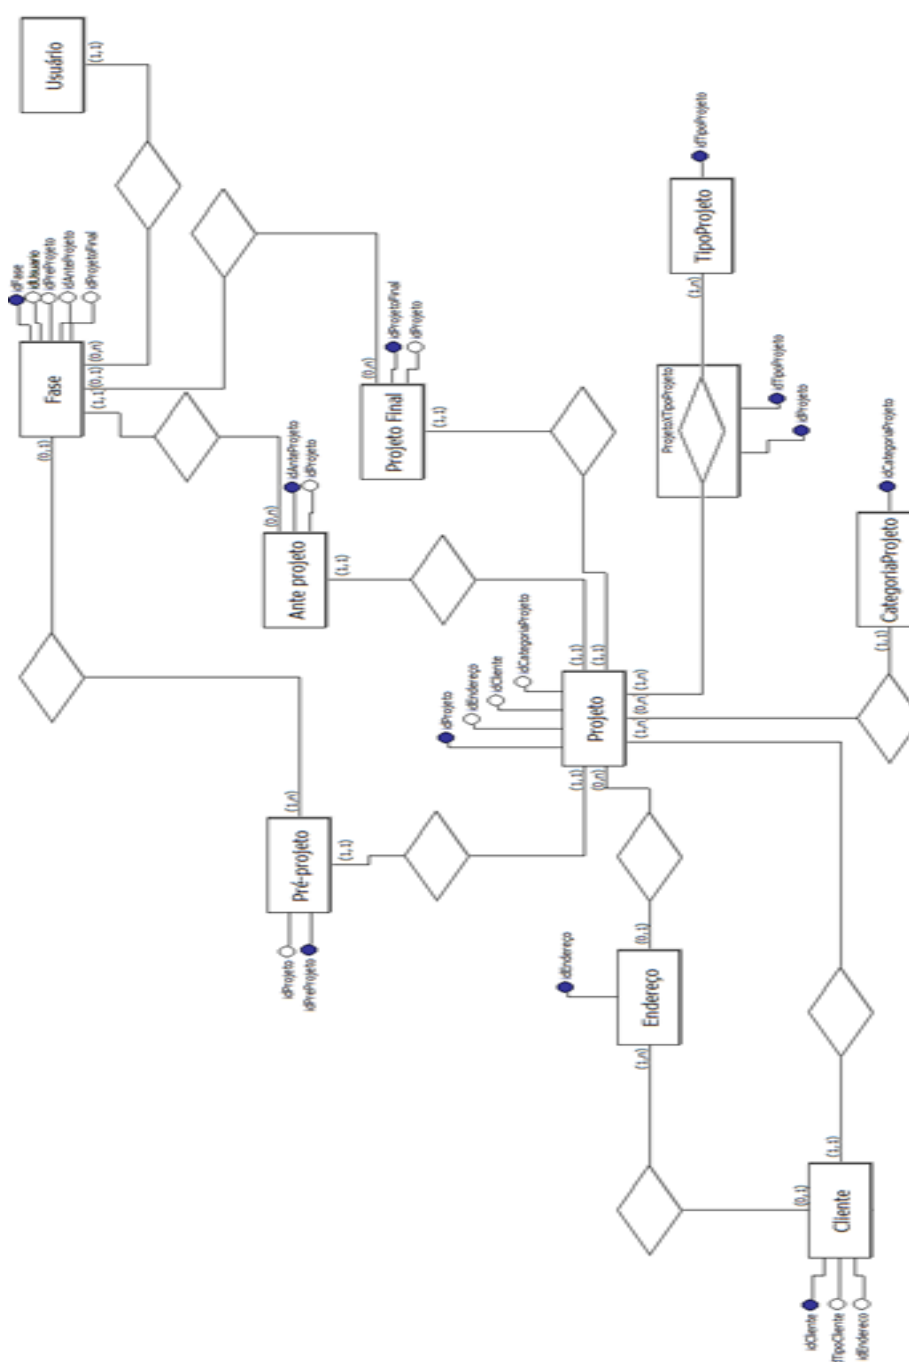 Usuário
(1,1)
idFase
idUsuario
idPreProjeto
idAnteProjeto
idProjetoFinal
Fase
(0,1)
(1,1)
(0,1)
(0,n)
idProjeto
idPreProjeto
Pré-projeto
(1,n)
(1,1)
Ante projeto
(0,n)
idAnteProjeto
idProjeto
(1,1)
Projeto Final
(0,n)
idProjetoFinal
idProjeto
(1,1)
idProjeto
idEndereço
idCliente
idCategoriaProjeto
Projeto
(1,1)
(0,n)
(1,1)
(1,1)
(1,n)
(0,n)
(1,n)
ProjetoXTipoProjeto
idTipoProjeto
idProjeto
TipoProjeto
(1,n)
idTipoProjeto
idEndereço
Endereço
(1,n)
(0,1)
CategoriaProjeto
(1,1)
idCategoriaProjeto
idCliente
dTipoCliente
idEndereco
Cliente
(0,1)
(1,1)